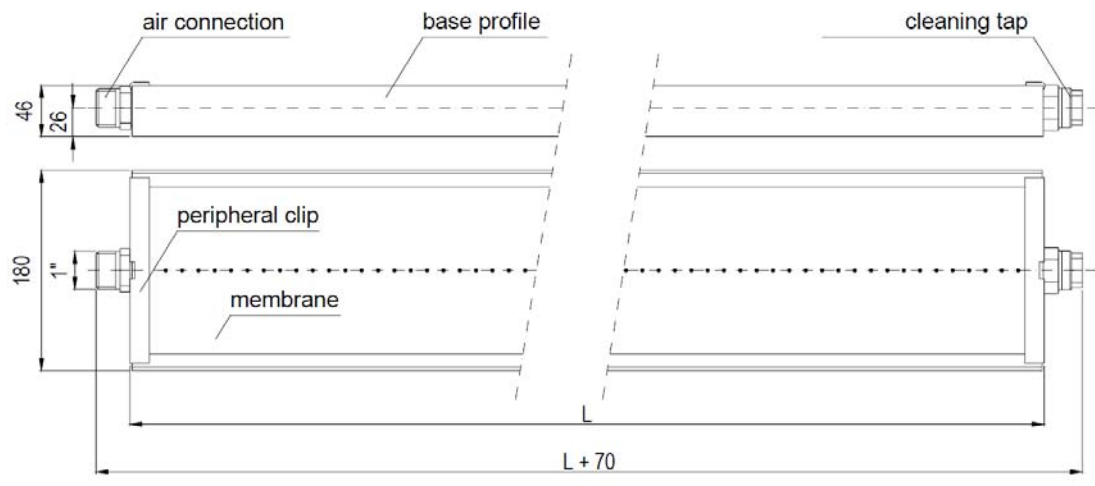 air connection
base profile
cleaning tap
46
26
peripheral clip
180
1"
membrane
L
L + 70